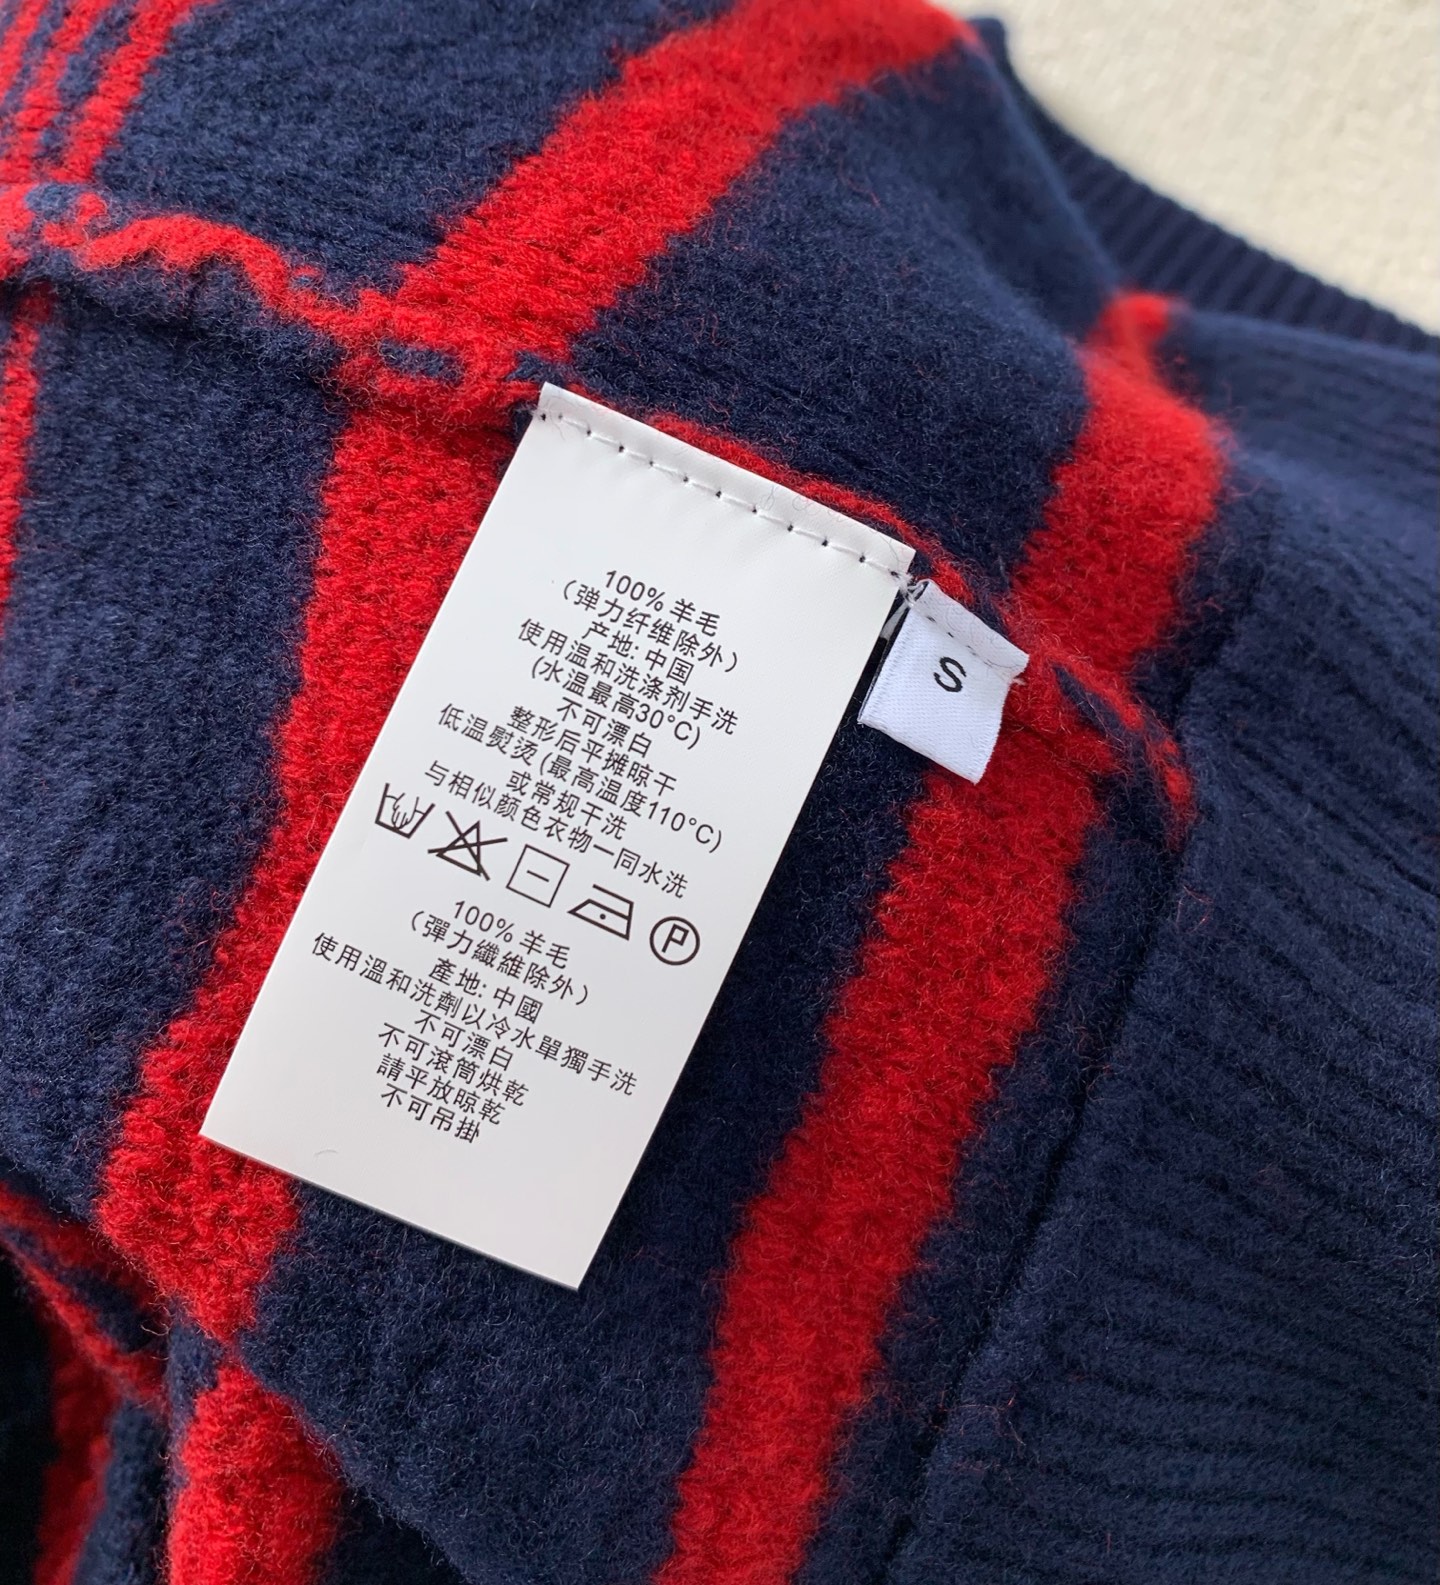 100% 羊毛
（弹力纤维除外）
产地: 中国
使用温和洗涤剂手洗
(水温最高30°C)
不可漂白
整形后平摊晾干
低温熨烫(最高温度110°C)
或常规干洗
与相似颜色衣物一同水洗
P
100% 羊毛
（彈力纖維除外）
產地: 中國
使用溫和洗劑以冷水單獨手洗
不可漂白
不可滾筒烘乾
請平放晾乾
不可吊掛
S